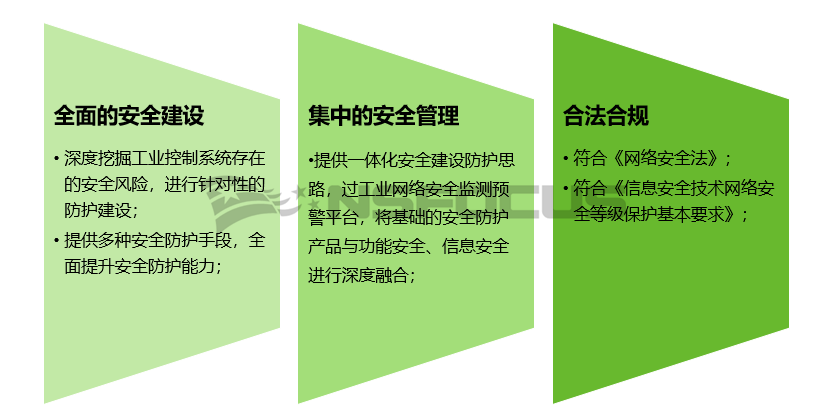 全面的安全建设
• 深度挖掘工业控制系统存在
的安全风险，进行针对性的
防护建设；
• 提供多种安全防护手段，全
面提升安全防护能力；
集中的安全管理
•提供一体化安全建设防护思
路，过工业网络安全监测预
警平台，将基础的安全防护
产品与功能安全、信息安全
进行深度融合；
合法合规
• 符合《网络安全法》；
• 符合《信息安全技术网络安
全等级保护基本要求》；
NSFOCUS